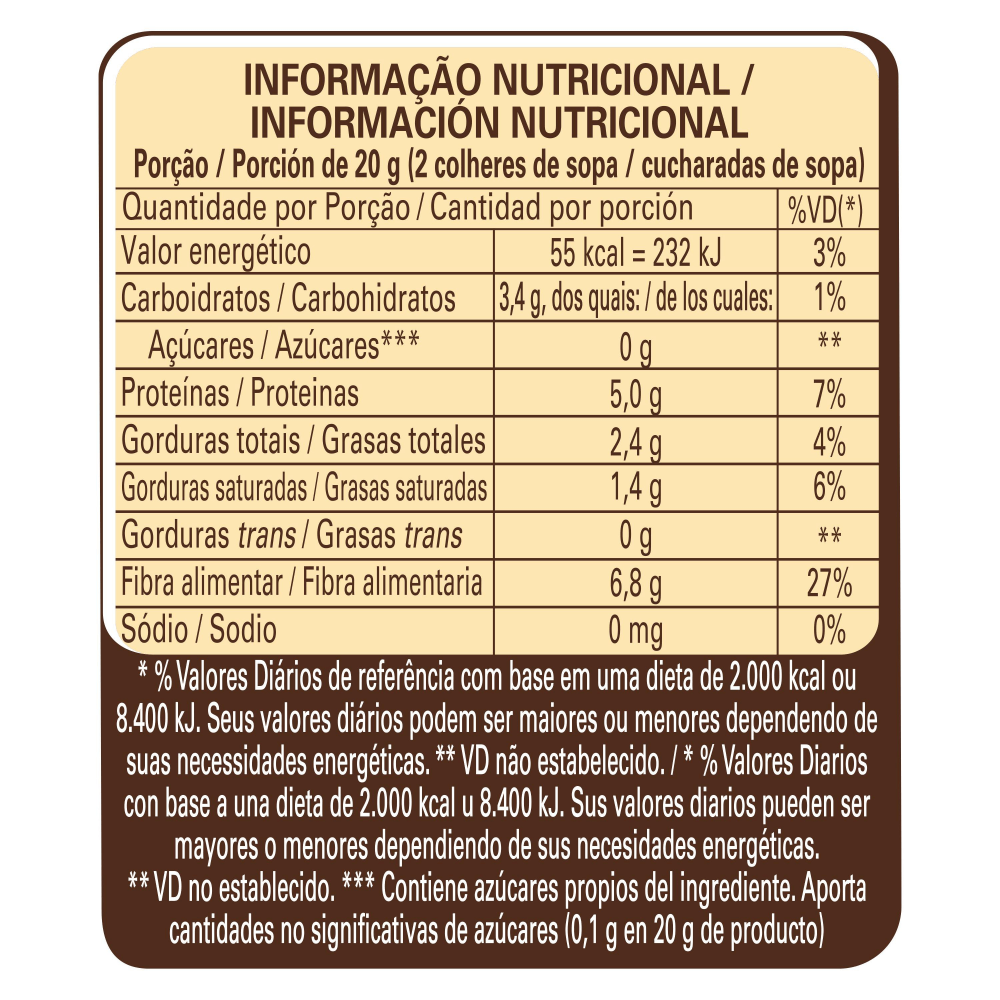 INFORMAÇÃO NUTRICIONAL /
INFORMACIÓN NUTRICIONAL
Porção / Porción de 20 g (2 colheres de sopa / cucharadas de sopa)
Quantidade por Porção / Cantidad por porción %VD(*)
Valor energético 55 kcal = 232 kJ 3%
Carboidratos / Carbohidratos 3,4 g, dos quais: / de los cuales: 1%
Açúcares / Azúcares*** 0 g **
Proteínas / Proteinas 5,0 g 7%
Gorduras totais / Grasas totales 2,4 g 4%
Gorduras saturadas / Grasas saturadas 1,4 g 6%
Gorduras trans / Grasas trans 0 g **
Fibra alimentar / Fibra alimentaria 6,8 g 27%
Sódio / Sodio 0 mg 0%
* % Valores Diários de referência com base em uma dieta de 2.000 kcal ou
8.400 kJ. Seus valores diários podem ser maiores ou menores dependendo de
suas necessidades energéticas. ** VD não estabelecido. / * % Valores Diarios
con base a una dieta de 2.000 kcal u 8.400 kJ. Sus valores diarios pueden ser
mayores o menores dependiendo de sus necesidades energéticas.
** VD no establecido. *** Contiene azúcares propios del ingrediente. Aporta
cantidades no significativas de azúcares (0,1 g en 20 g de producto)